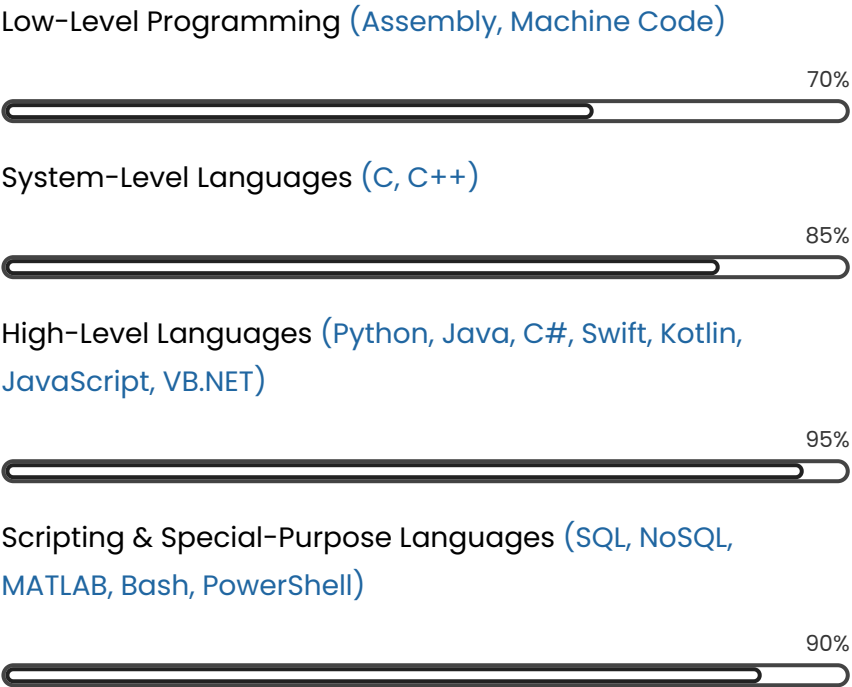 Low-Level Programming (Assembly, Machine Code)
70%
System-Level Languages (C, C++)
85%
High-Level Languages (Python, Java, C#, Swift, Kotlin,
JavaScript, VB.NET)
95%
Scripting & Special-Purpose Languages (SQL, NoSQL,
MATLAB, Bash, PowerShell)
90%